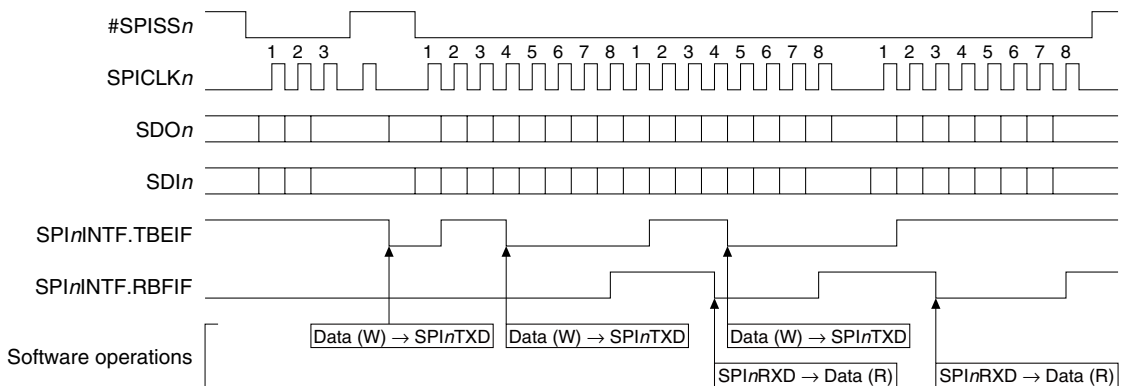 #SPISSn
1 2 3 1 2 3 4 5 6 7 8 1 2 3 4 5 6 7 8 1 2 3 4 5 6 7 8
SPICLKn
SDOn
SDIn
SPInINTF.TBEIF
SPInINTF.RBFIF
Software operations
Data (W) → SPInTXD
Data (W) → SPInTXD
Data (W) → SPInTXD
SPInRXD → Data (R)
SPInRXD → Data (R)